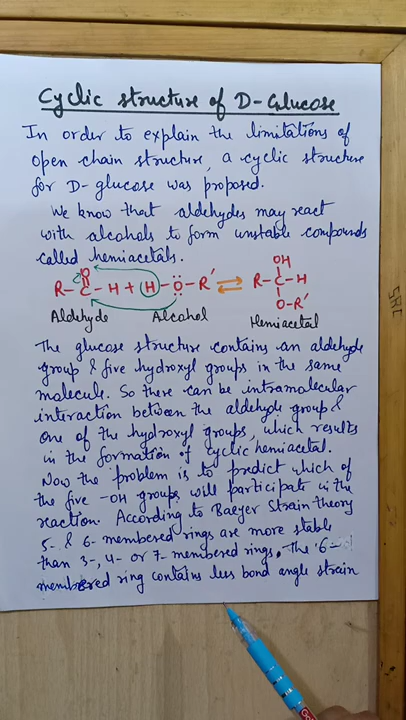 Cyclic structure of D-Glucose
In order to explain the limitations of
open chain structure, a cyclic structure
for D-glucose was proposed.
We know that aldehydes may react
with alcohols to form unstable compounds
called hemiacetals.
OH
O
R-C-H + H-O-R' ⇌ R-C-H
O-R'
Aldehyde Alcohol Hemiacetal
The glucose structure contains an aldehyde
group & five hydroxyl groups in the same
molecule. So there can be intramolecular
interaction between the aldehyde group &
one of the hydroxyl groups, which results
in the formation of cyclic hemiacetal.
Now the problem is to predict which of
the five -OH groups will participate in the
reaction. According to Baeyer Strain theory
5- & 6-membered rings are more stable
than 3-, 4- or 7-membered rings. The 6-
membered ring contains less bond angle strain